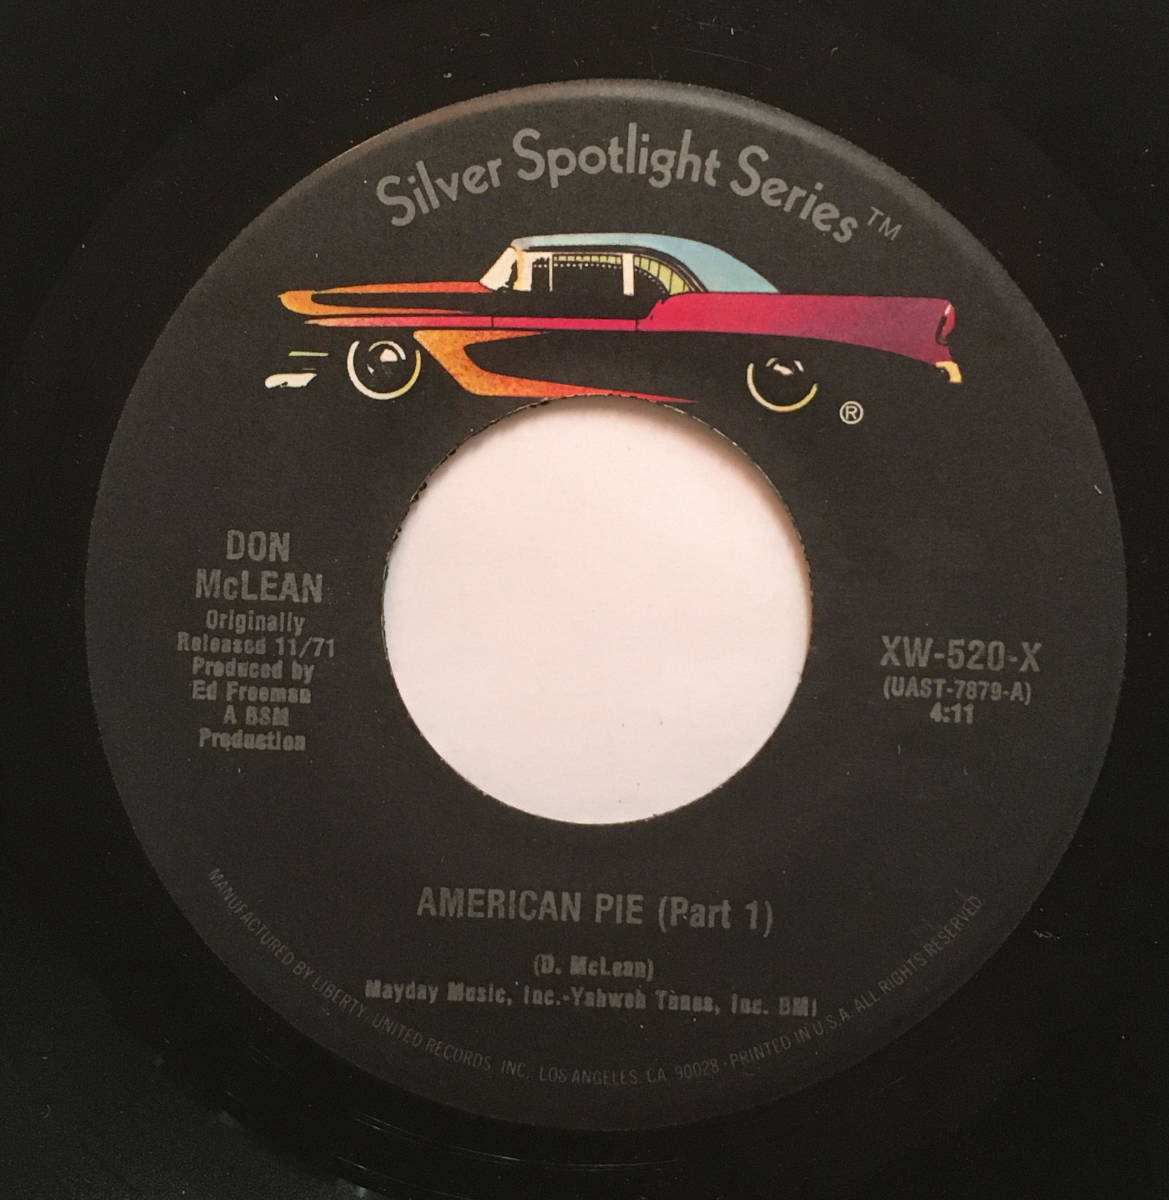 Silver Spotlight Series™
®
DON
McLEAN
Originally
Released 11/71
Produced by
Ed Freeman
A BSM
Production
XW-520-X
(UAST-7879-A)
4:11
AMERICAN PIE (Part 1)
(D. McLean)
Mayday Music, Inc.-Yahweh Tunes, Inc. BMI
MANUFACTURED BY LIBERTY UNITED RECORDS, INC., LOS ANGELES, CA. 90028 · PRINTED IN U.S.A. ALL RIGHTS RESERVED